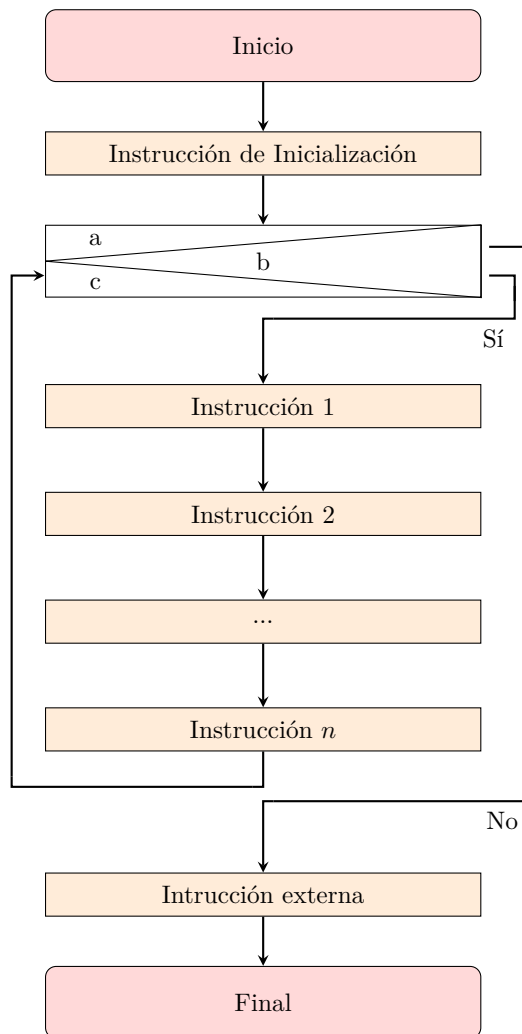 Inicio
Instrucción de Inicialización
a
b
c
Sí
Instrucción 1
Instrucción 2
...
Instrucción n
No
Intrucción externa
Final